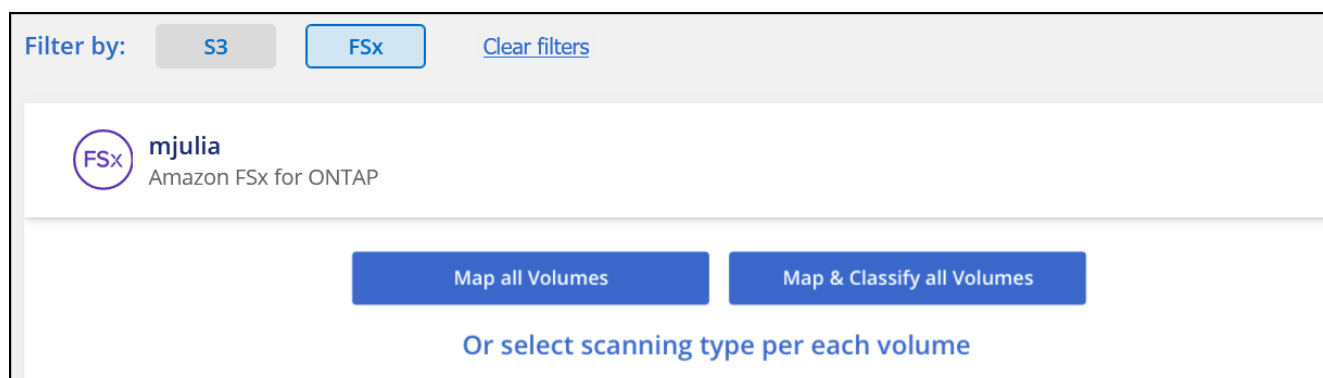 Filter by: S3 FSx Clear filters
FSx
mjulia
Amazon FSx for ONTAP
Map all Volumes Map & Classify all Volumes
Or select scanning type per each volume